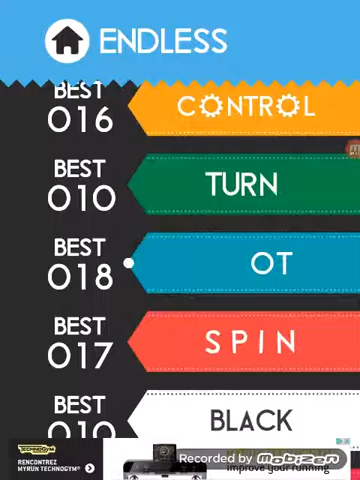 ENDLESS
BEST
016
CONTROL
BEST
010
TURN
BEST
018
OT
BEST
017
SPIN
BEST
BLACK
TECHNOGYM
RENCONTREZ
MYRUN TECHNOGYM®
Recorded by Mobizen
improve your running